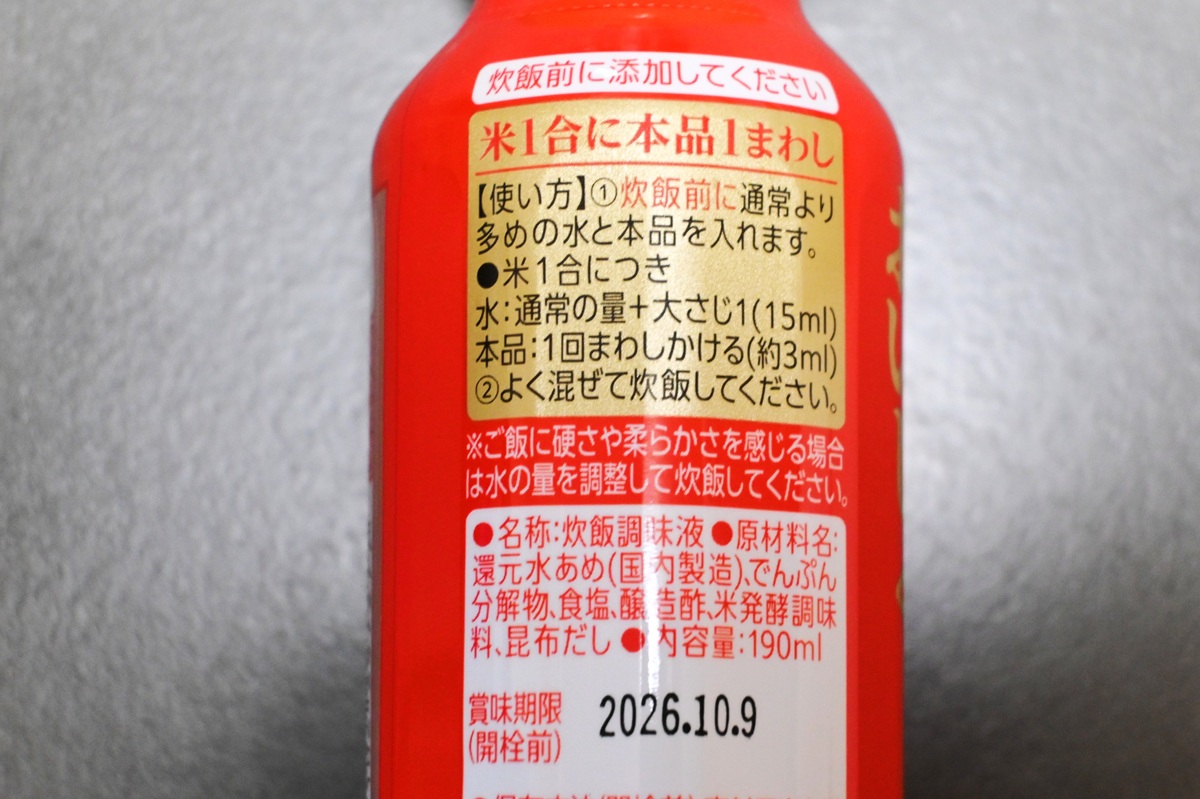 炊飯前に添加してください
米1合に本品1まわし
【使い方】①炊飯前に通常より
多めの水と本品を入れます。
●米1合につき
水:通常の量+大さじ1(15ml)
本品:1回まわしかける(約3ml)
②よく混ぜて炊飯してください。
※ご飯に硬さや柔らかさを感じる場合
は水の量を調整して炊飯してください。
●名称:炊飯調味液●原材料名:
還元水あめ(国内製造)、でんぷん
分解物、食塩、醸造酢、米発酵調味
料、昆布だし●内容量:190ml
賞味期限
(開栓前)
2026.10.9